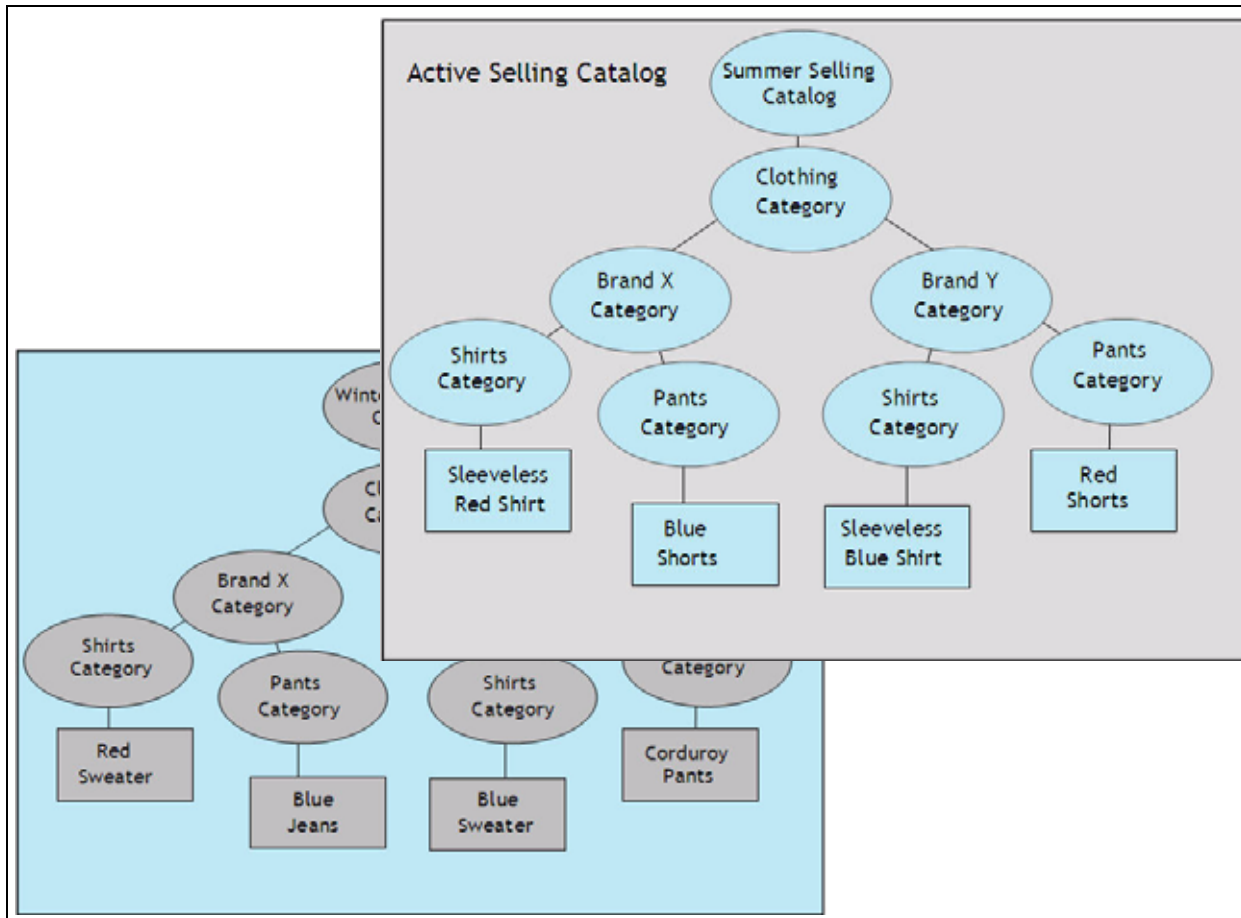 Active Selling Catalog
Summer Selling
Catalog
Clothing
Category
Brand X
Category
Brand Y
Category
Shirts
Category
Pants
Category
Shirts
Category
Pants
Category
Sleeveless
Red Shirt
Blue
Shorts
Sleeveless
Blue Shirt
Red
Shorts
Brand X
Category
Shirts
Category
Pants
Category
Shirts
Category
Category
Red
Sweater
Blue
Jeans
Blue
Sweater
Corduroy
Pants